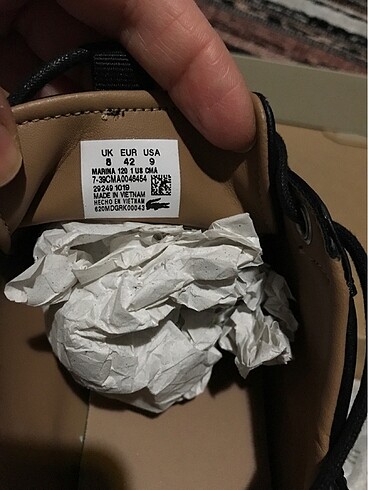 UK EUR USA
8 42 9
MARINA 120 1 US CMA
7-39CMA0046454
29249 1019
MADE IN VIETNAM
HECHO EN VIETNAM
620MDGRK00043